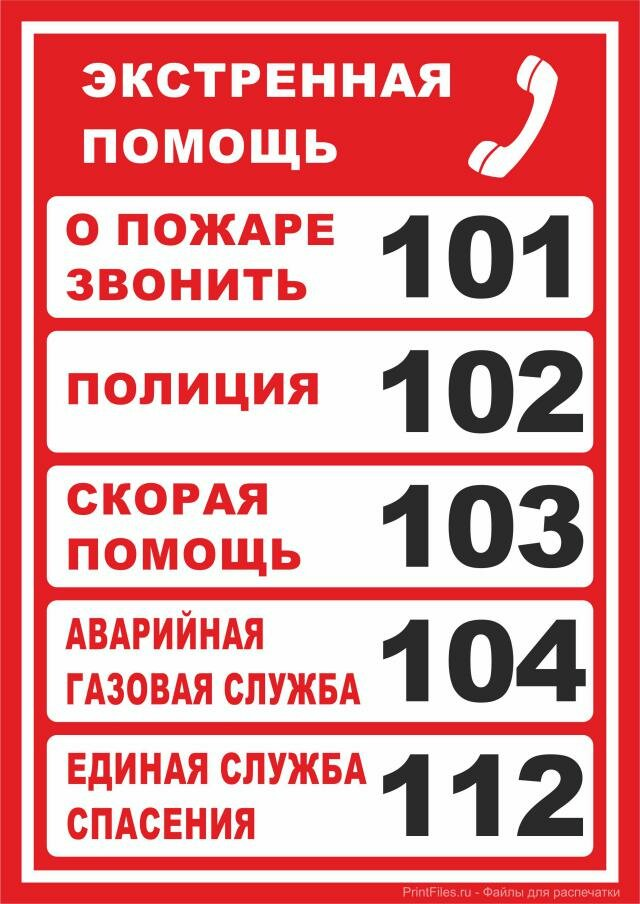 ЭКСТРЕННАЯ
ПОМОЩЬ
О ПОЖАРЕ
ЗВОНИТЬ
101
ПОЛИЦИЯ
102
СКОРАЯ
ПОМОЩЬ
103
АВАРИЙНАЯ
ГАЗОВАЯ СЛУЖБА
104
ЕДИНАЯ СЛУЖБА
СПАСЕНИЯ
112
PrintFiles.ru - Файлы для распечатки